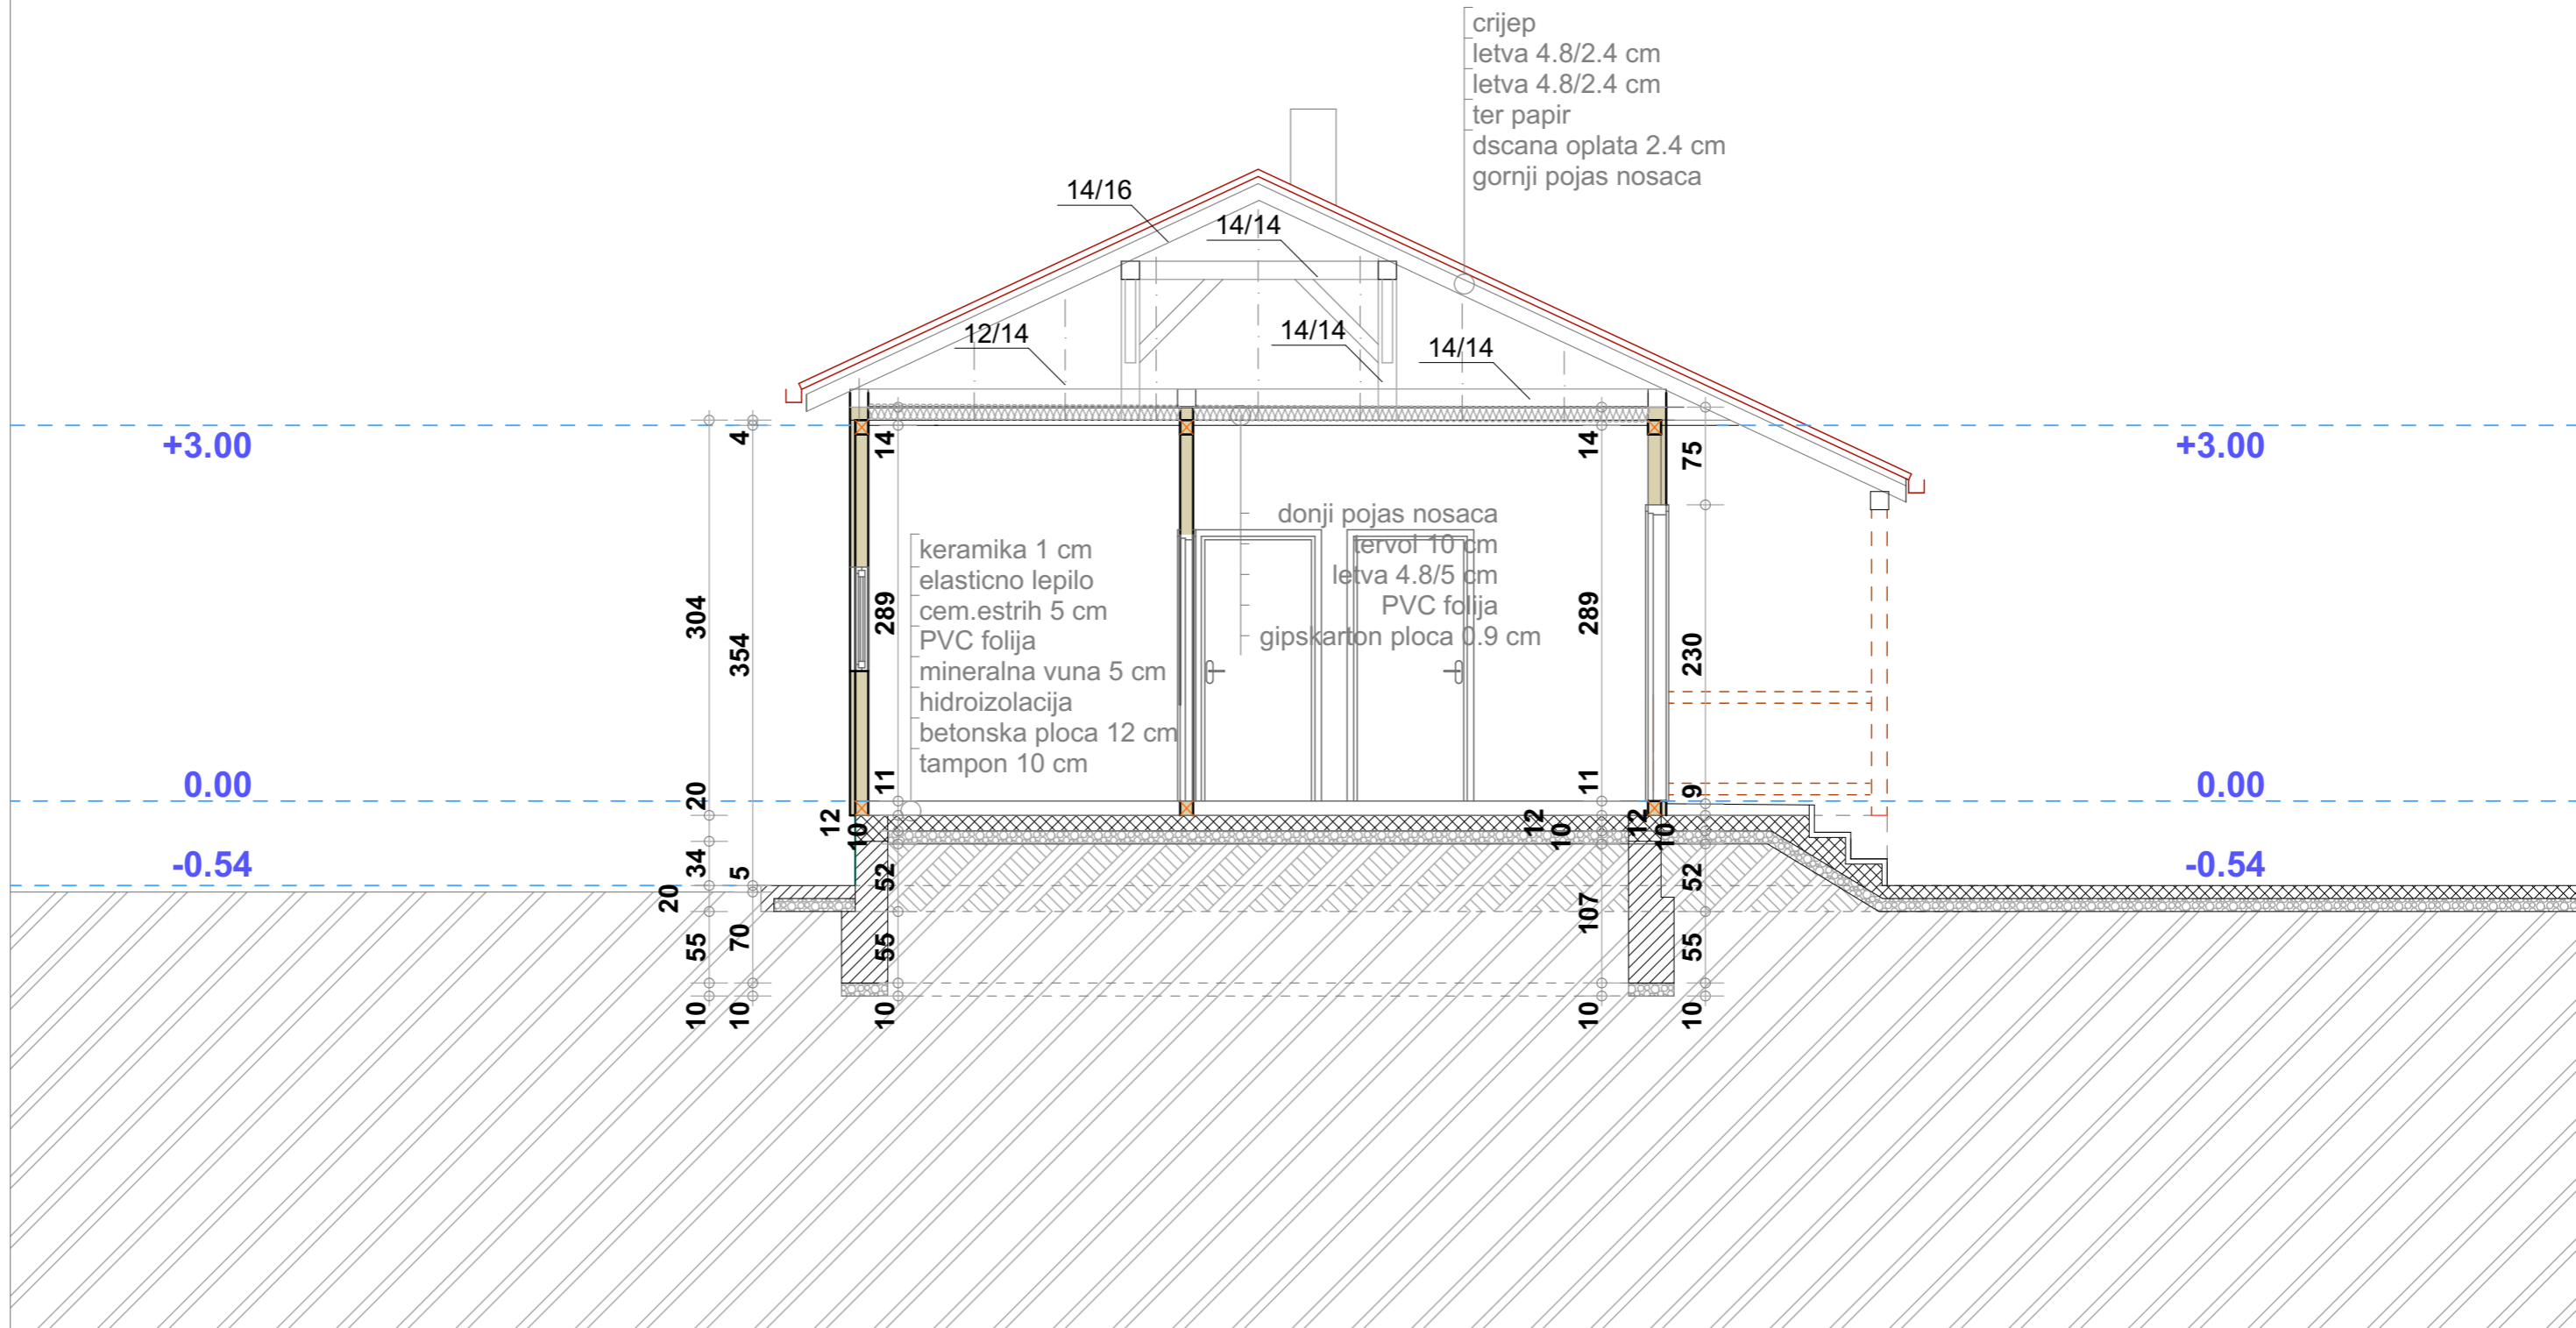 crijep
letva 4.8/2.4 cm
letva 4.8/2.4 cm
ter papir
dscana oplata 2.4 cm
gornji pojas nosaca
14/16
14/14
12/14
14/14
14/14
+3.00
+3.00
4
14
14
75
donji pojas nosaca
tervol 10 cm
letva 4.8/5 cm
PVC folija
gipskarton ploca 0.9 cm
keramika 1 cm
elasticno lepilo
cem.estrih 5 cm
PVC folija
mineralna vuna 5 cm
hidroizolacija
betonska ploca 12 cm
tampon 10 cm
304
354
289
289
230
0.00
0.00
20
11
11
9
12
10
12
10
12
10
-0.54
-0.54
34
5
52
52
20
107
55
70
55
55
10
10
10
10
10